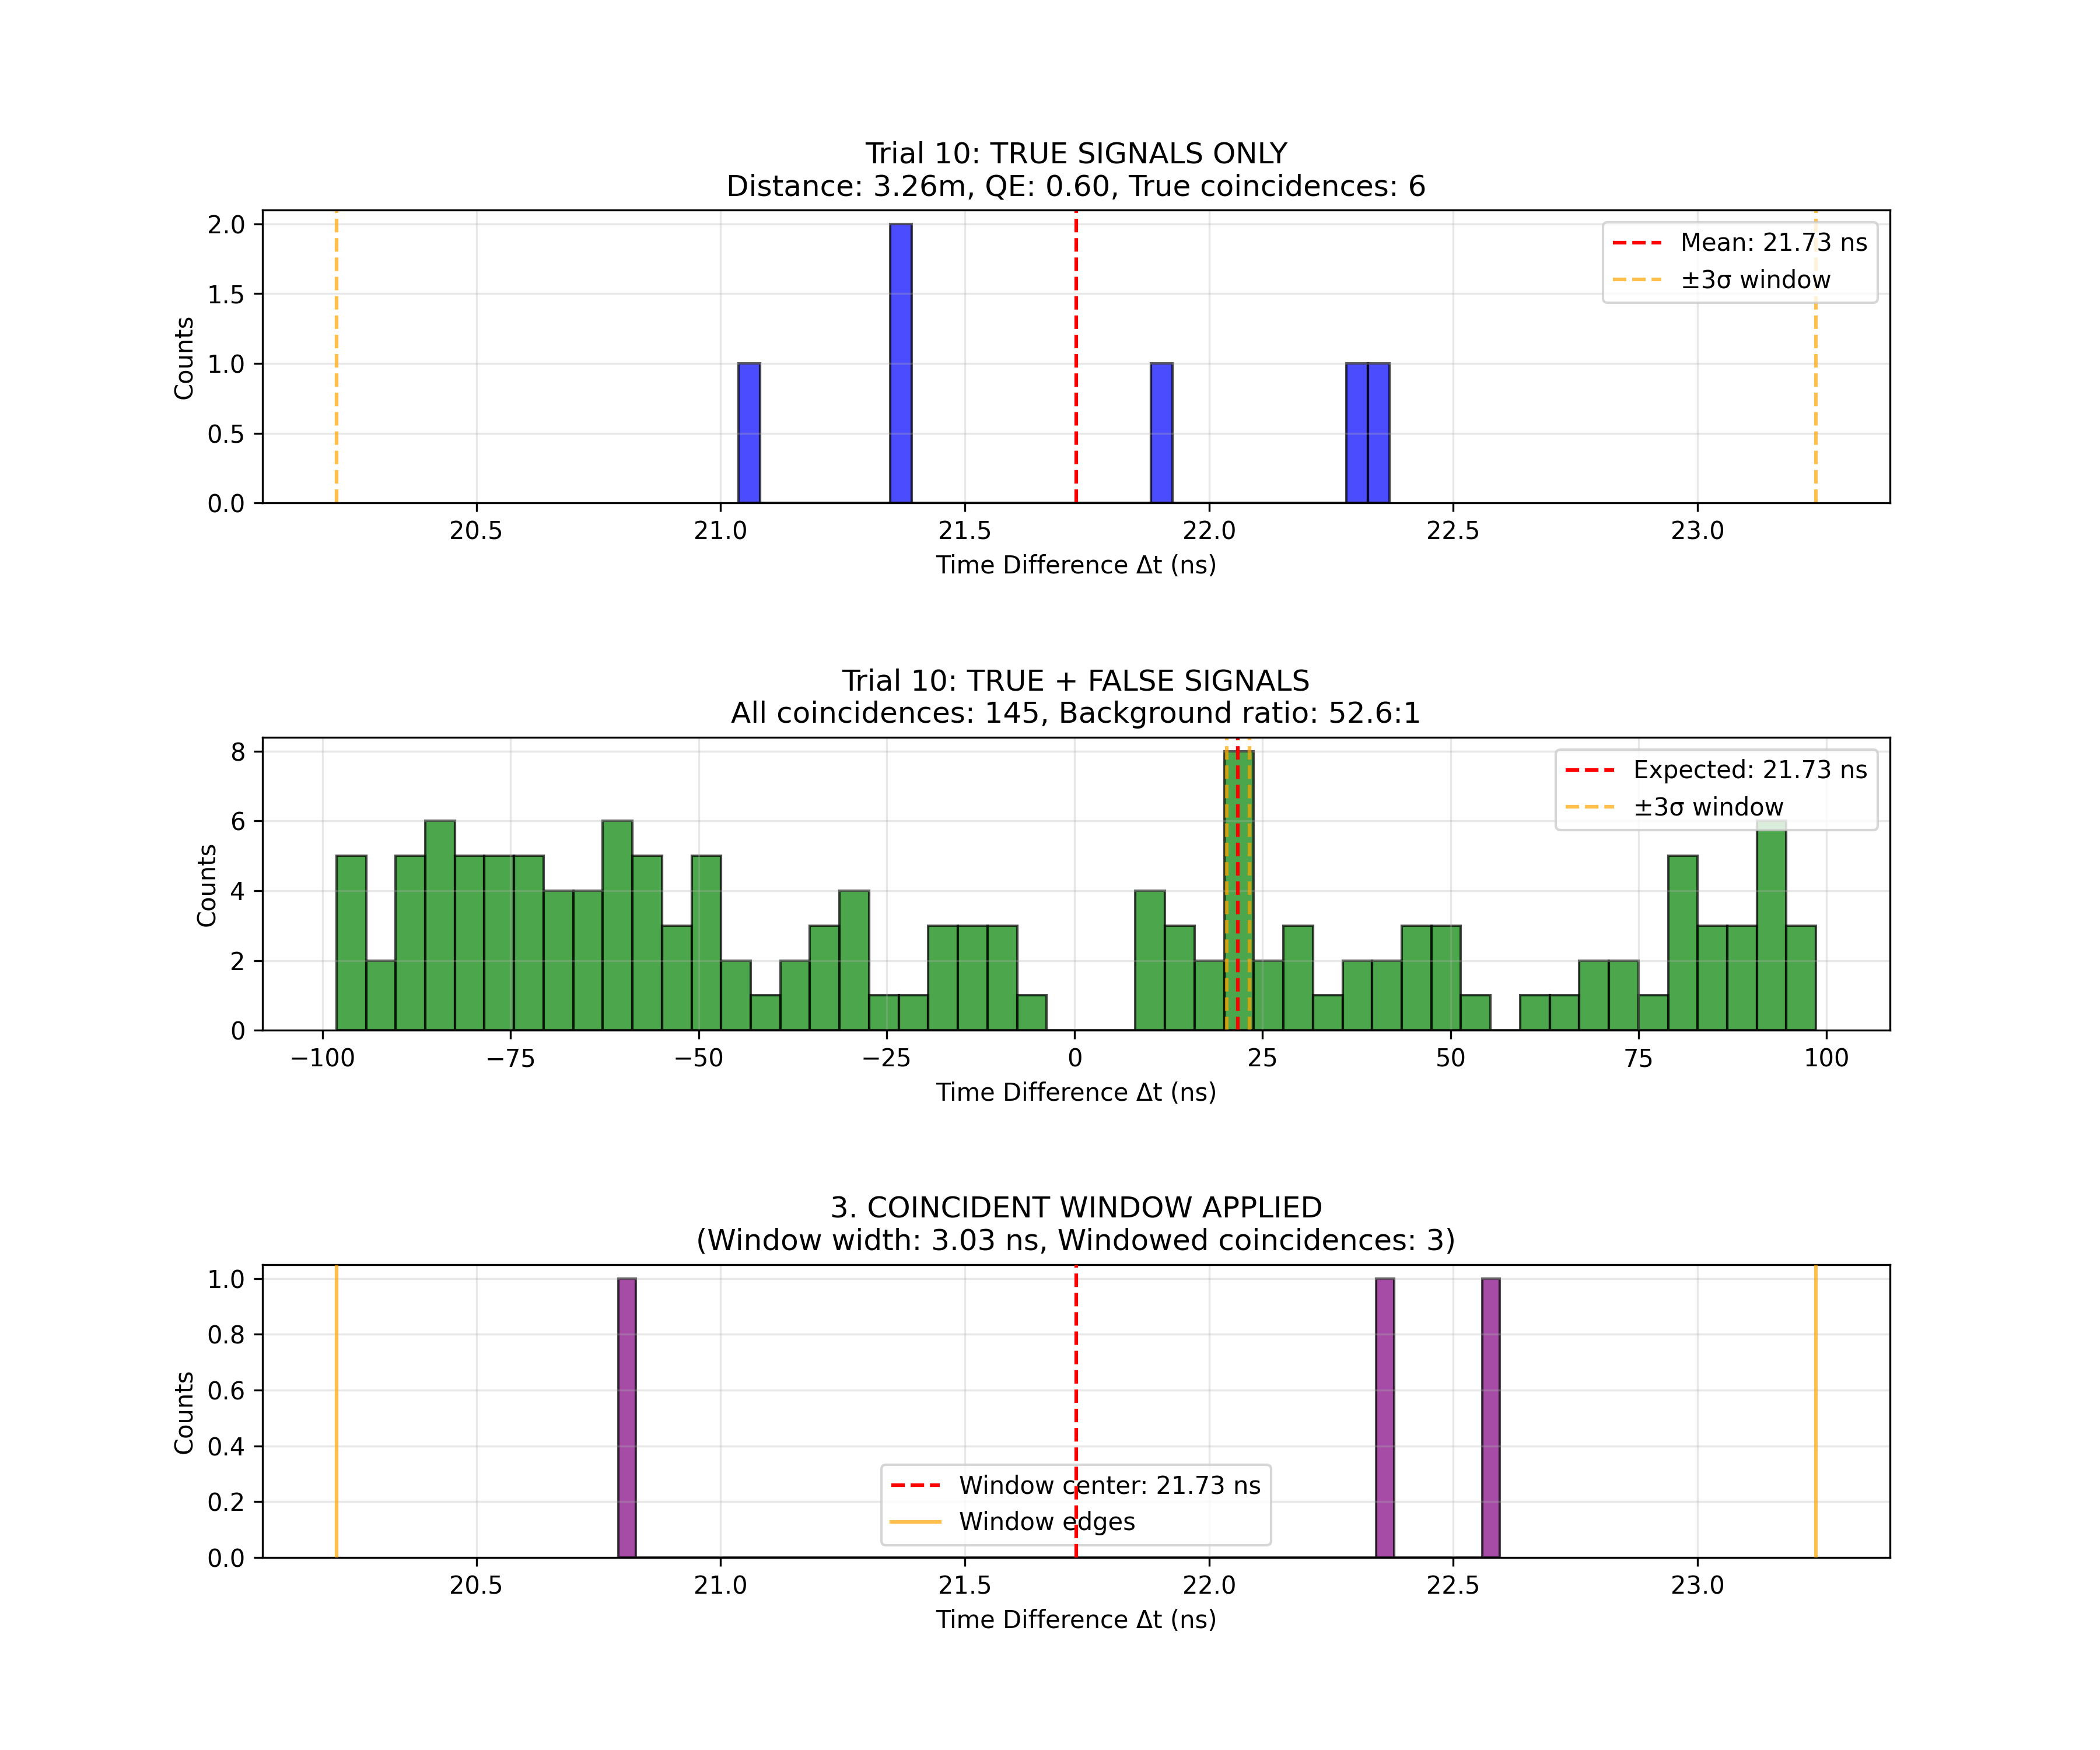 Trial 10: TRUE SIGNALS ONLY
Distance: 3.26m, QE: 0.60, True coincidences: 6
Counts
2.0
1.5
1.0
0.5
0.0
Mean: 21.73 ns
±3σ window
20.5 21.0 21.5 22.0 22.5 23.0
Time Difference Δt (ns)
Trial 10: TRUE + FALSE SIGNALS
All coincidences: 145, Background ratio: 52.6:1
Counts
8
6
4
2
0
Expected: 21.73 ns
±3σ window
−100 −75 −50 −25 0 25 50 75 100
Time Difference Δt (ns)
3. COINCIDENT WINDOW APPLIED
(Window width: 3.03 ns, Windowed coincidences: 3)
Counts
1.0
0.8
0.6
0.4
0.2
0.0
Window center: 21.73 ns
Window edges
20.5 21.0 21.5 22.0 22.5 23.0
Time Difference Δt (ns)